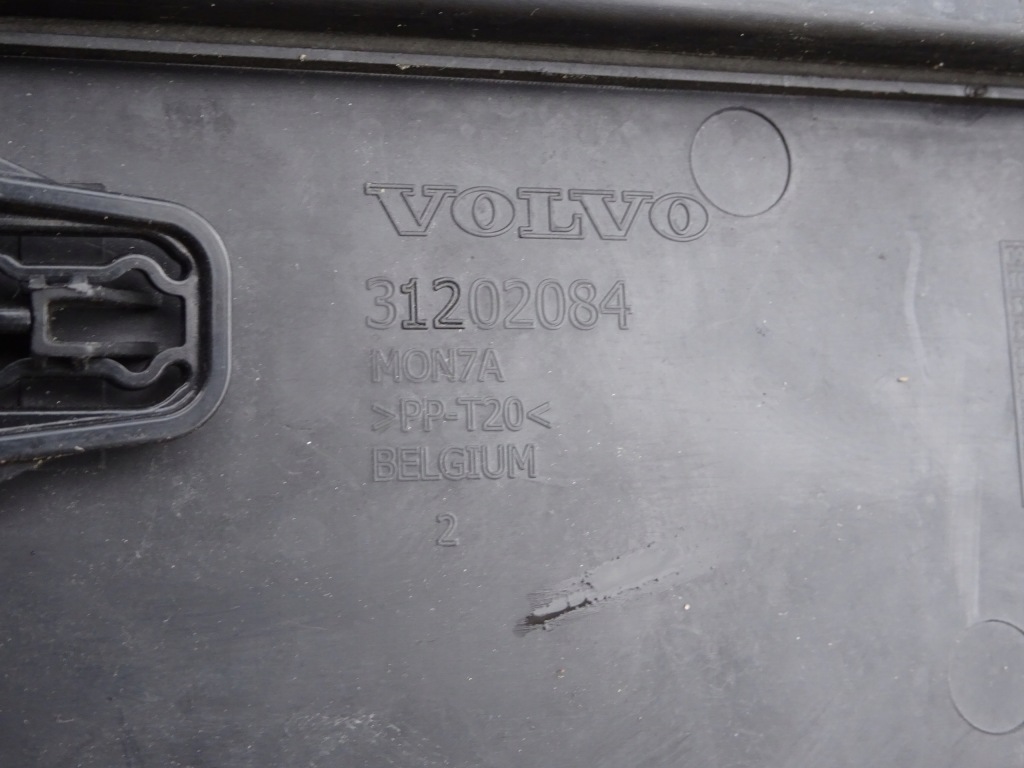 VOLVO
31202084
MON7A
>PP-T20<
BELGIUM
2